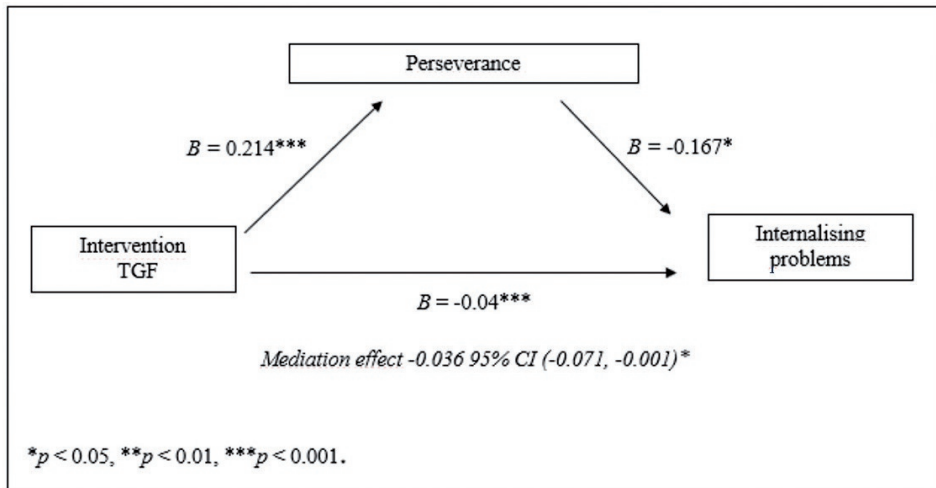 Perseverance
B = 0.214***
B = -0.167*
Intervention
TGF
Internalising
problems
B = -0.04***
Mediation effect -0.036 95% CI (-0.071, -0.001)*
*p < 0.05, **p < 0.01, ***p < 0.001.